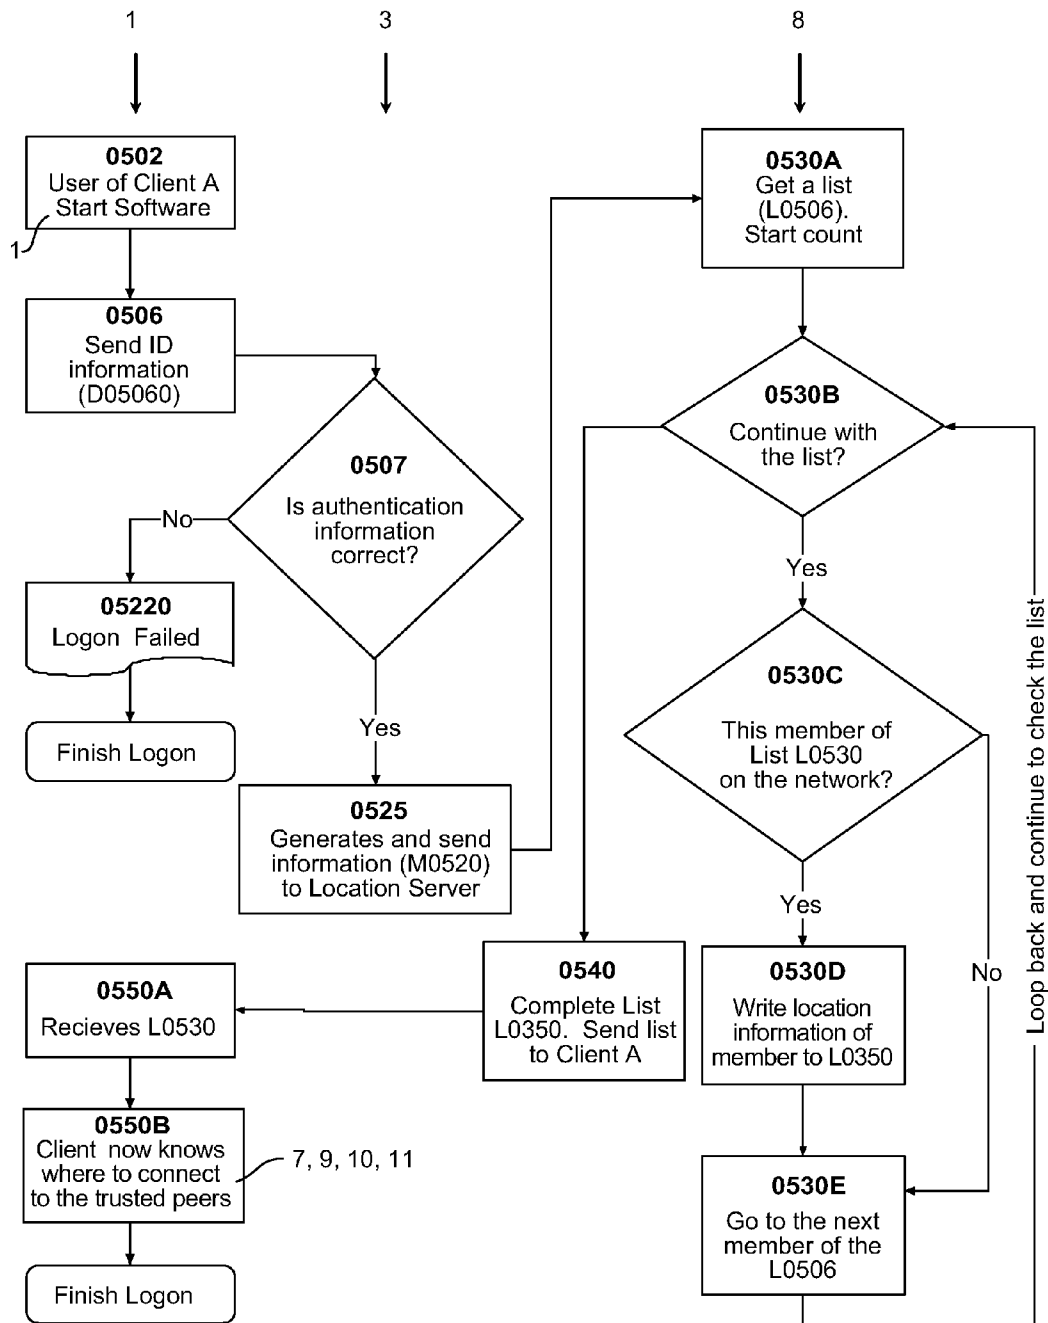 1
3
8
0502
User of Client A
Start Software
1
0506
Send ID
information
(D05060)
0507
Is authentication
information
correct?
No
05220
Logon Failed
Finish Logon
Yes
0525
Generates and send
information (M0520)
to Location Server
0530A
Get a list
(L0506).
Start count
0530B
Continue with
the list?
Yes
0530C
This member of
List L0530
on the network?
Yes
No
0530D
Write location
information of
member to L0350
0530E
Go to the next
member of the
L0506
Loop back and continue to check the list
0540
Complete List
L0350. Send list
to Client A
0550A
Recieves L0530
0550B
Client now knows
where to connect
to the trusted peers
7, 9, 10, 11
Finish Logon